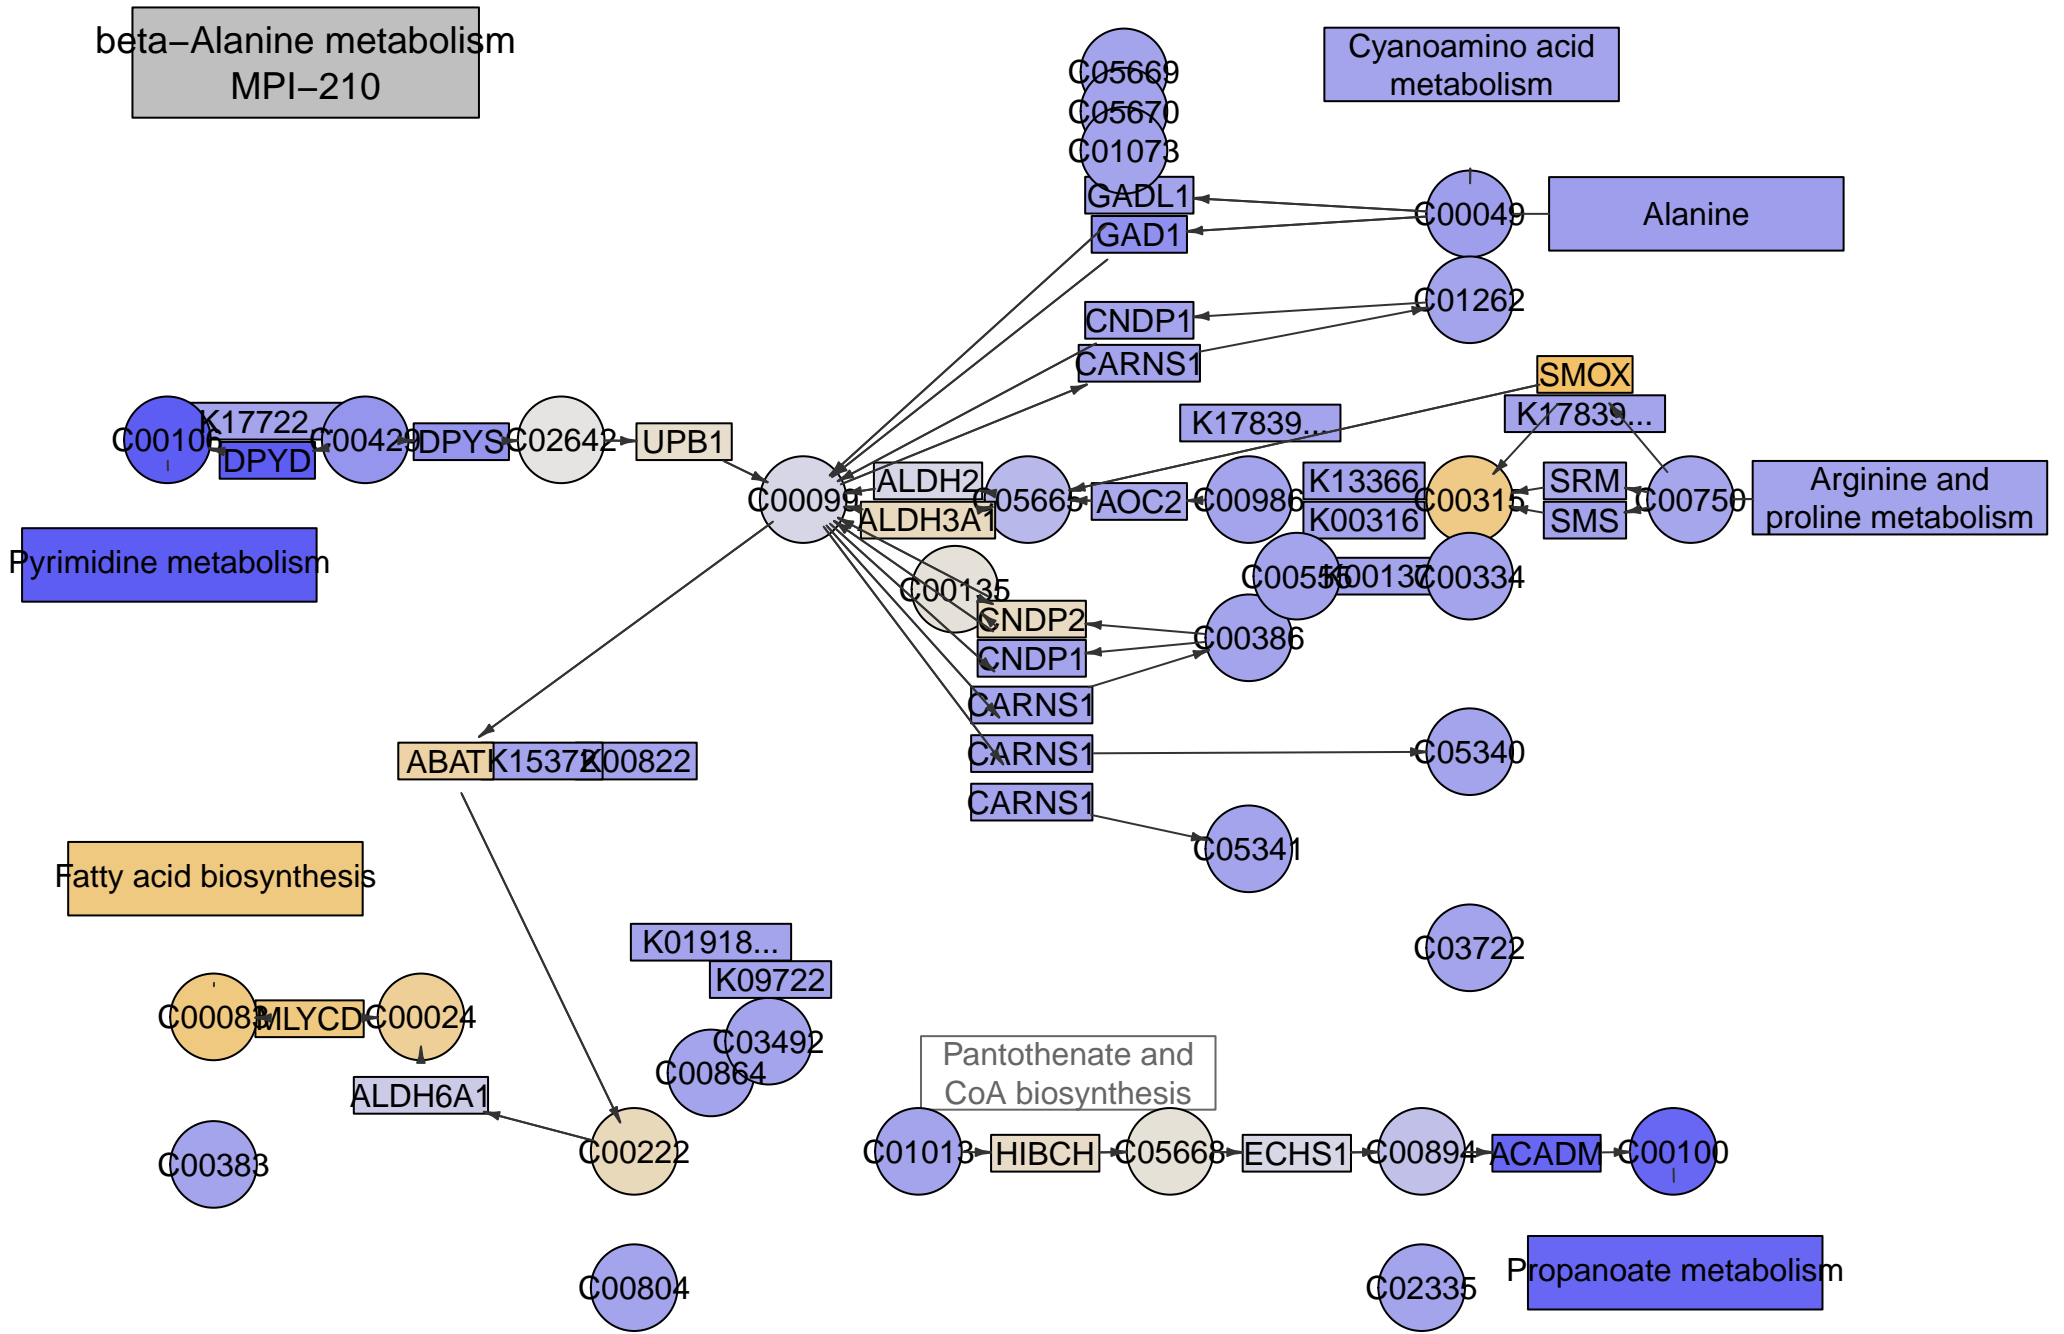 beta−Alanine metabolism
MPI−210
C05669
C05670
C01073
Cyanoamino acid
metabolism
GADL1
GAD1
C00049
Alanine
CNDP1
CARNS1
C01262
SMOX
K17839...
K17839...
C00106
K17722...
DPYD
C00429
DPYS
C02642
UPB1
C00099
ALDH2
ALDH3A1
C05665
AOC2
C00986
K13366
K00316
C00315
SRM
SMS
C00750
Arginine and
proline metabolism
Pyrimidine metabolism
C00135
C00555
K00137
C00334
CNDP2
CNDP1
C00386
CARNS1
CARNS1
CARNS1
C05340
C05341
ABAT
K15372
K00822
Fatty acid biosynthesis
K01918...
K09722
C03722
C00083
MLYCD
C00024
C03492
C00864
Pantothenate and
CoA biosynthesis
ALDH6A1
C00383
C00222
C01013
HIBCH
C05668
ECHS1
C00894
ACADM
C00100
C00804
C02335
Propanoate metabolism